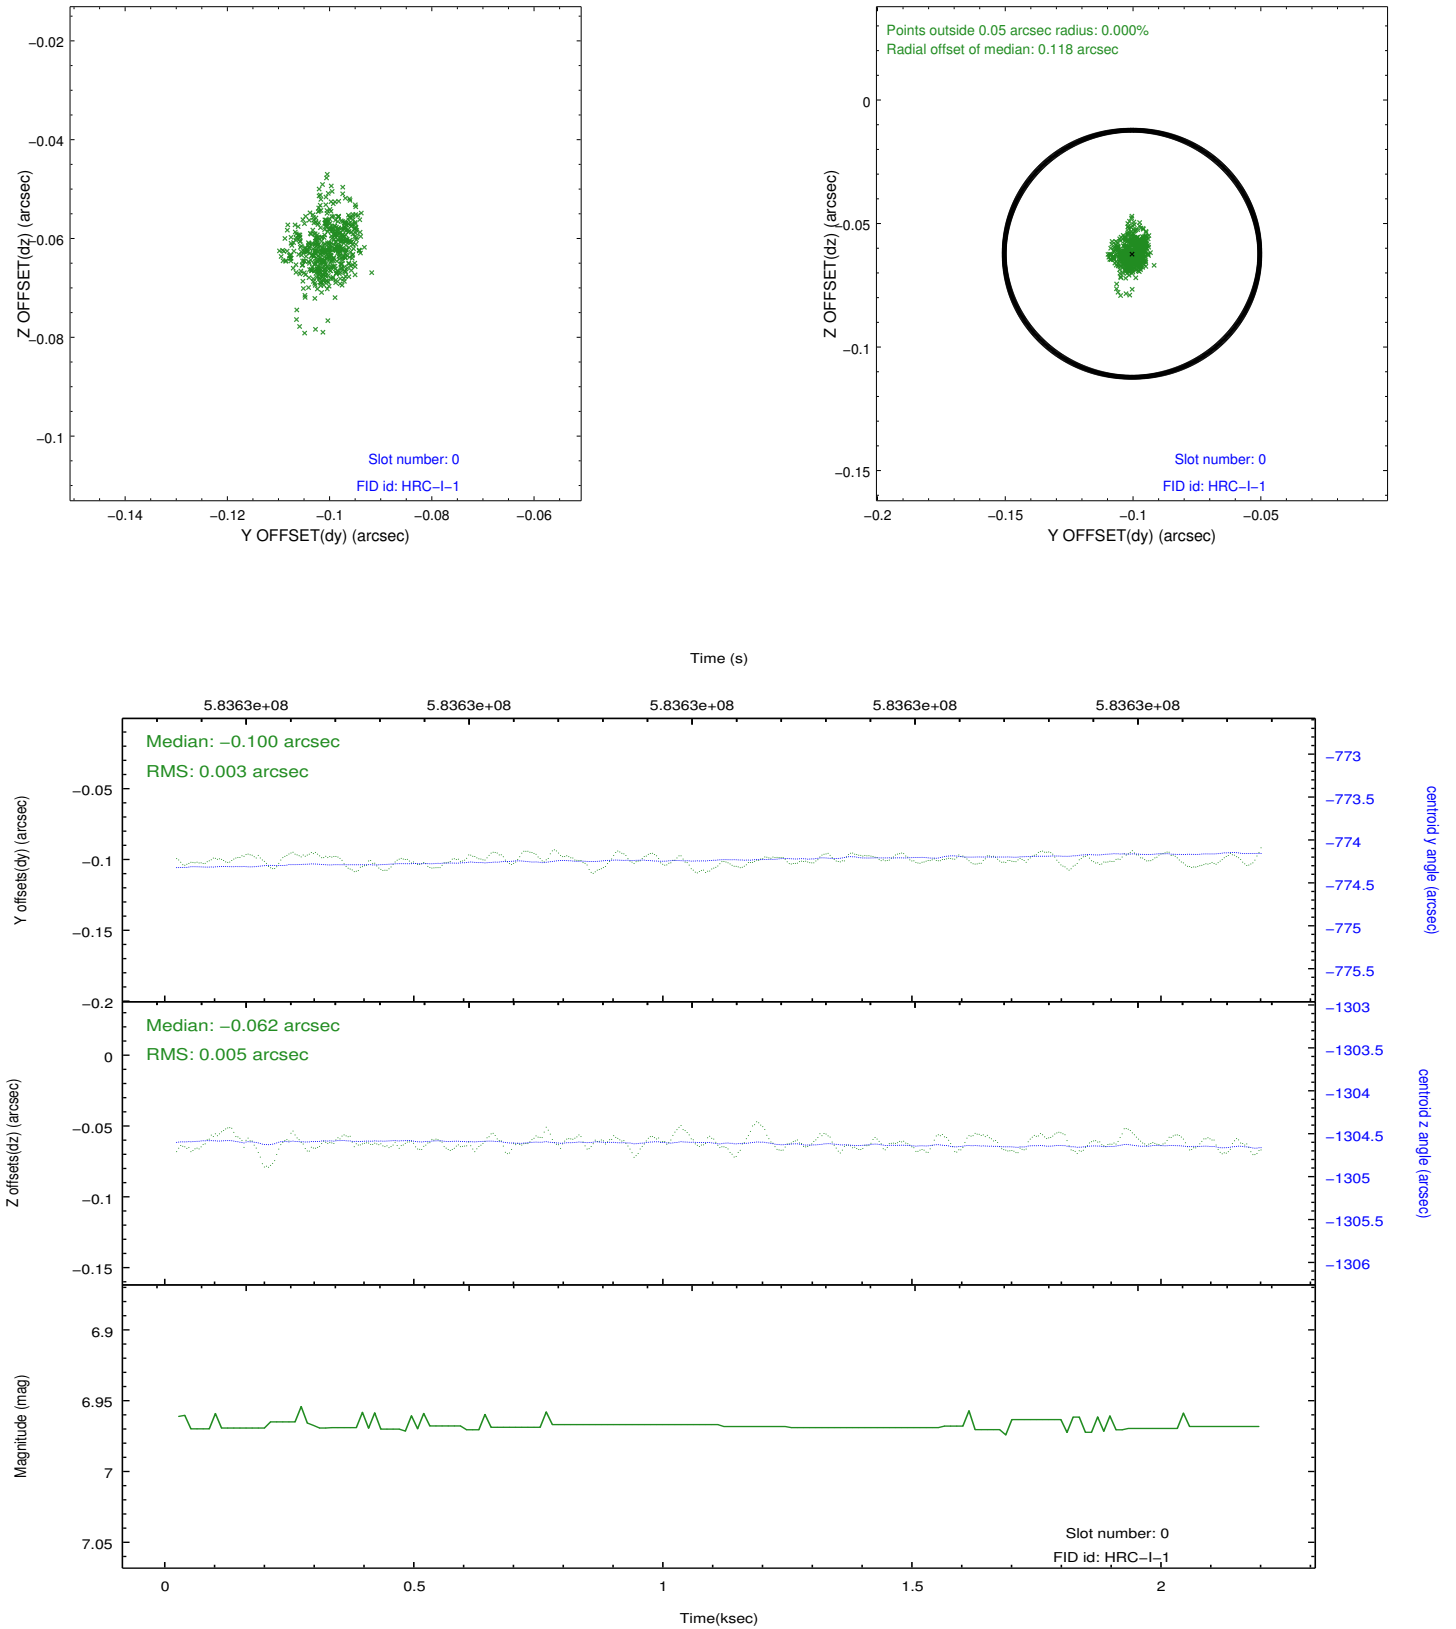 −0.02
−0.04
−0.06
−0.08
−0.1
Z OFFSET(dz) (arcsec)
Slot number: 0
FID id: HRC−I−1
−0.14 −0.12 −0.1 −0.08 −0.06
Y OFFSET(dy) (arcsec)
Points outside 0.05 arcsec radius: 0.000%
Radial offset of median: 0.118 arcsec
0
−0.05
−0.1
−0.15
Z OFFSET(dz) (arcsec)
Slot number: 0
FID id: HRC−I−1
−0.2 −0.15 −0.1 −0.05
Y OFFSET(dy) (arcsec)
Time (s)
5.8363e+08 5.8363e+08 5.8363e+08 5.8363e+08 5.8363e+08
Median: −0.100 arcsec
RMS: 0.003 arcsec
−0.05
−0.1
−0.15
−0.2
Y offsets(dy) (arcsec)
−773
−773.5
−774
−774.5
−775
−775.5
centroid y angle (arcsec)
Median: −0.062 arcsec
RMS: 0.005 arcsec
0
−0.05
−0.1
−0.15
Z offsets(dz) (arcsec)
−1303
−1303.5
−1304
−1304.5
−1305
−1305.5
−1306
centroid z angle (arcsec)
6.9
6.95
7
7.05
Magnitude (mag)
Slot number: 0
FID id: HRC−I−1
0 0.5 1 1.5 2
Time(ksec)